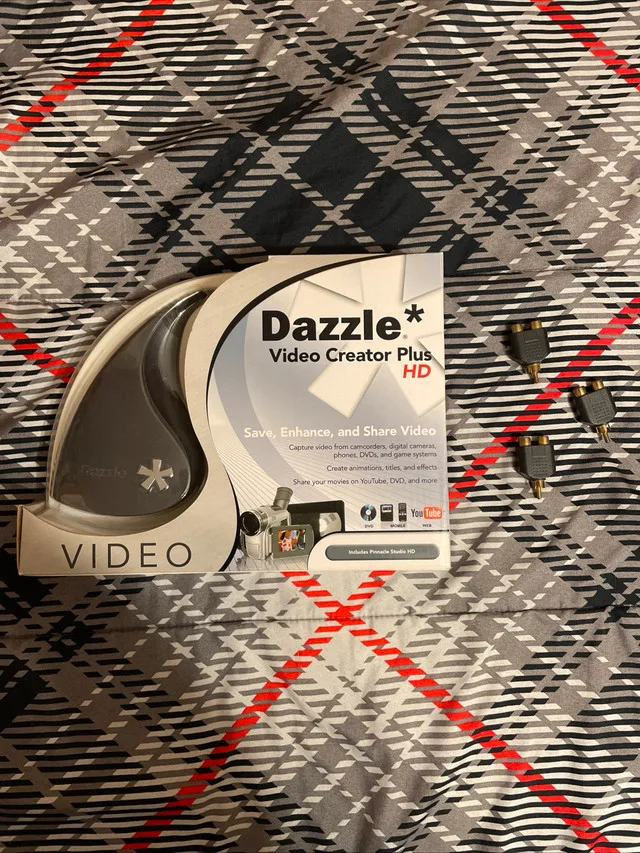 Dazzle*
Video Creator Plus
HD
Save, Enhance, and Share Video
Capture video from camcorders, digital cameras,
phones, DVDs, and game systems
Create animations, titles, and effects
Share your movies on YouTube, DVD, and more
YouTube
DVD MOBILE WEB
Includes Pinnacle Studio HD
Dazzle
VIDEO